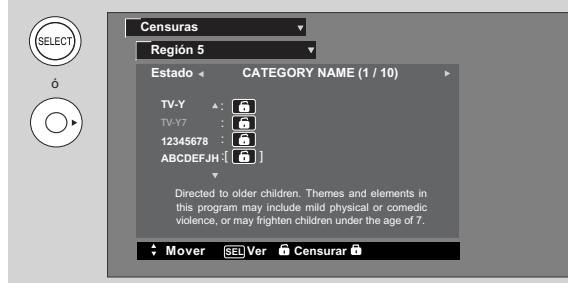 SELECT
ó
Censuras
Región 5
Estado CATEGORY NAME (1 / 10)
TV-Y :
TV-Y7 :
12345678 :
ABCDEFJH :[ ]
Directed to older children. Themes and elements in
this program may include mild physical or comedic
violence, or may frighten children under the age of 7.
Mover SEL Ver Censurar